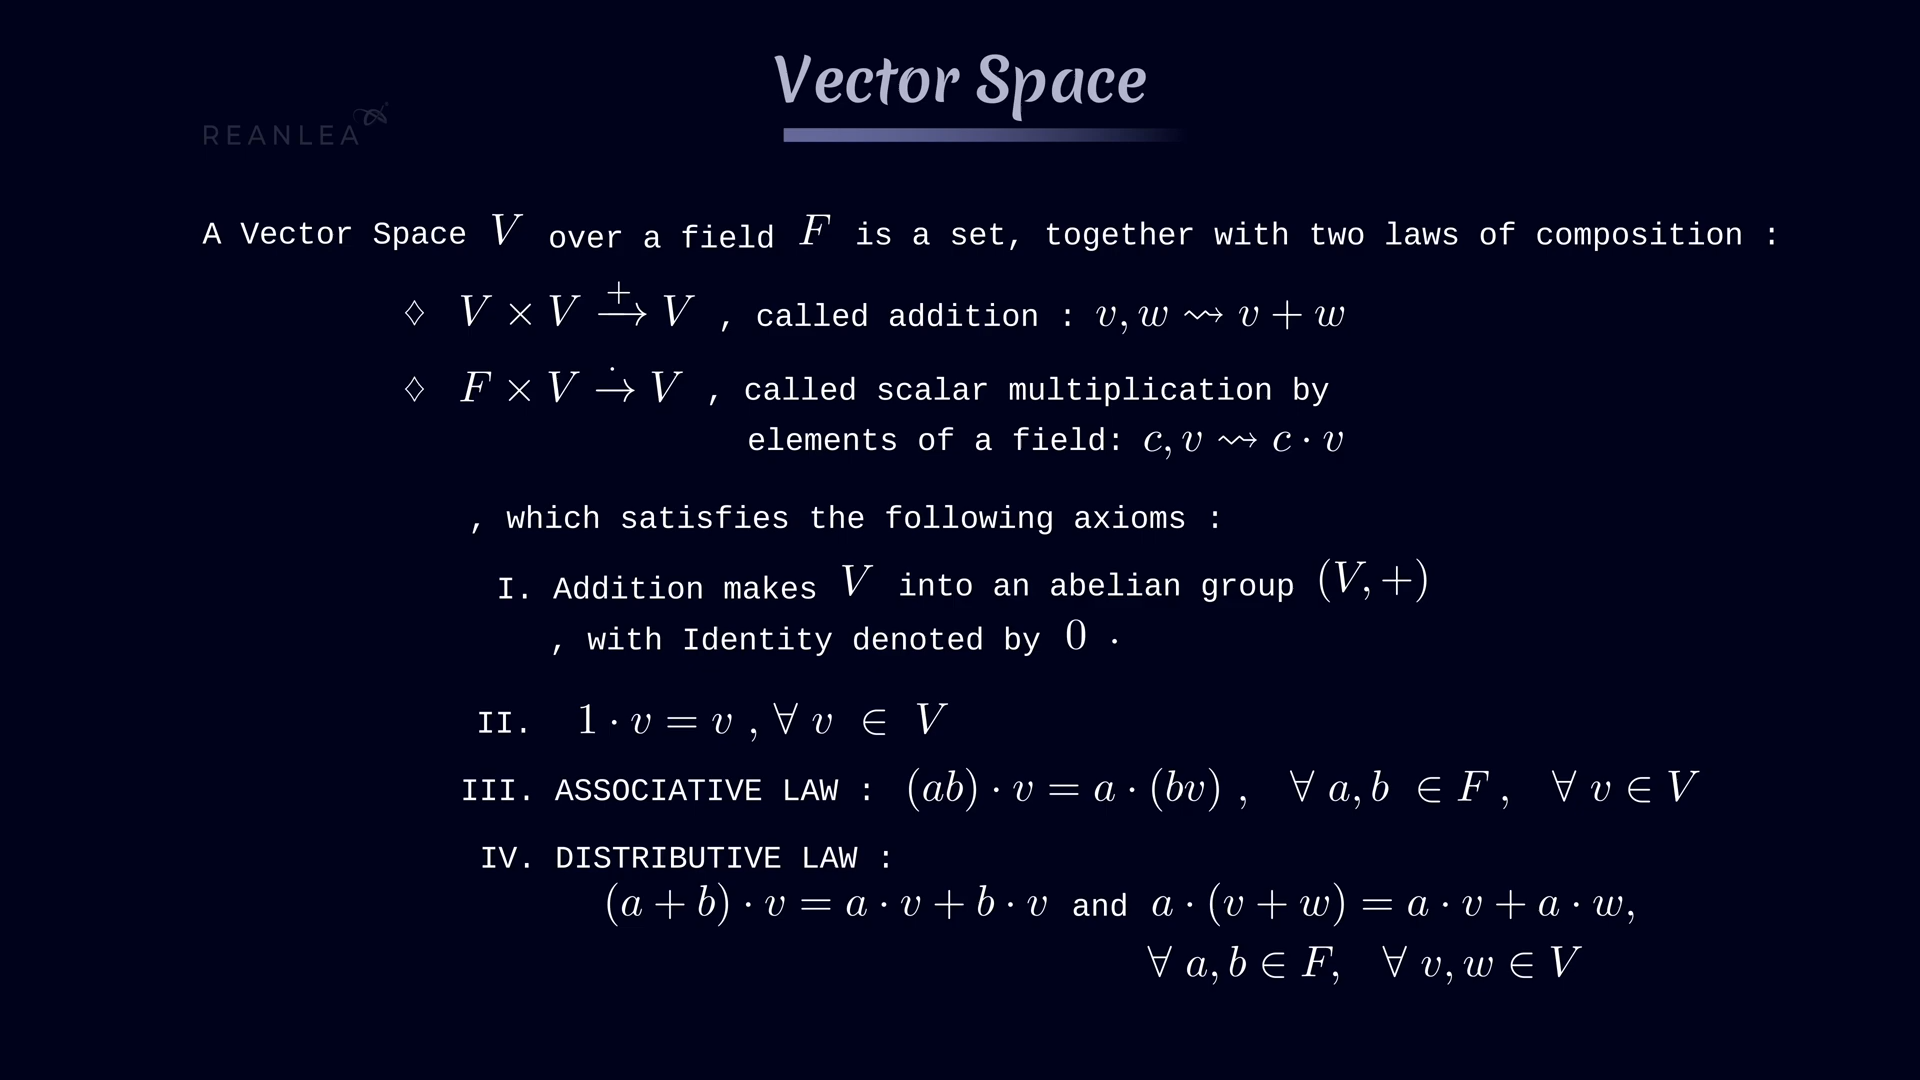 Vector Space
REANLEA
A Vector Space V over a field F is a set, together with two laws of composition :
♢ V × V \xrightarrow{+} V , called addition : v, w ⇝ v + w
♢ F × V \xrightarrow{·} V , called scalar multiplication by
elements of a field: c, v ⇝ c · v
, which satisfies the following axioms :
I. Addition makes V into an abelian group (V, +)
, with Identity denoted by 0 .
II. 1 · v = v , ∀ v ∈ V
III. ASSOCIATIVE LAW : (ab) · v = a · (bv) , ∀ a, b ∈ F , ∀ v ∈ V
IV. DISTRIBUTIVE LAW :
(a + b) · v = a · v + b · v and a · (v + w) = a · v + a · w,
∀ a, b ∈ F, ∀ v, w ∈ V